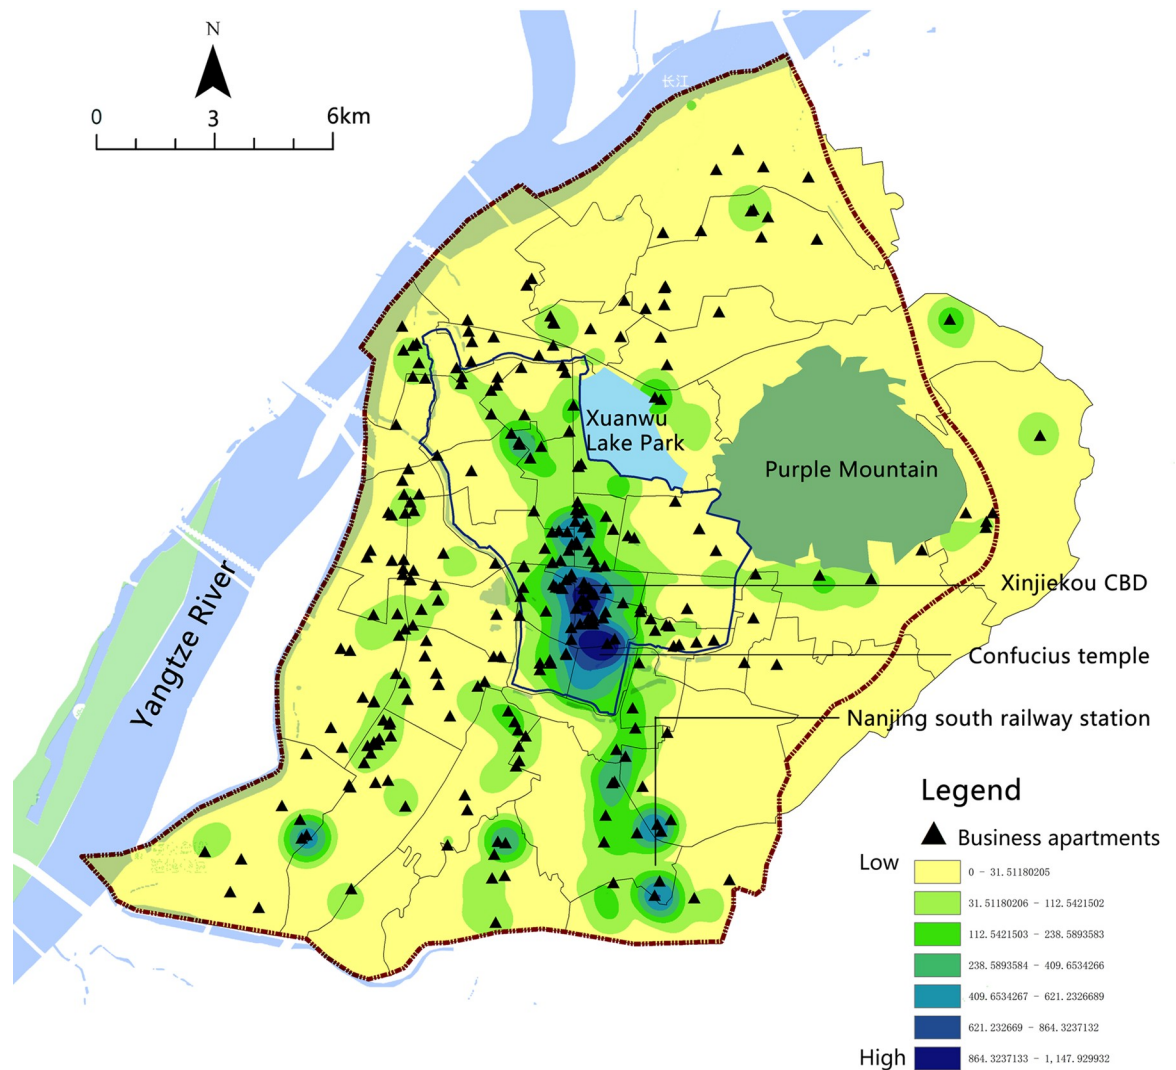 N
0 3 6km
长江
Xuanwu
Lake Park
Purple Mountain
Yangtze River
Xinjiekou CBD
Confucius temple
Nanjing south railway station
Legend
Business apartments
Low
0 - 31.51180205
31.51180206 - 112.5421502
112.5421503 - 238.5893583
238.5893584 - 409.6534266
409.6534267 - 621.2326689
621.232669 - 864.3237132
High
864.3237133 - 1,147.929932